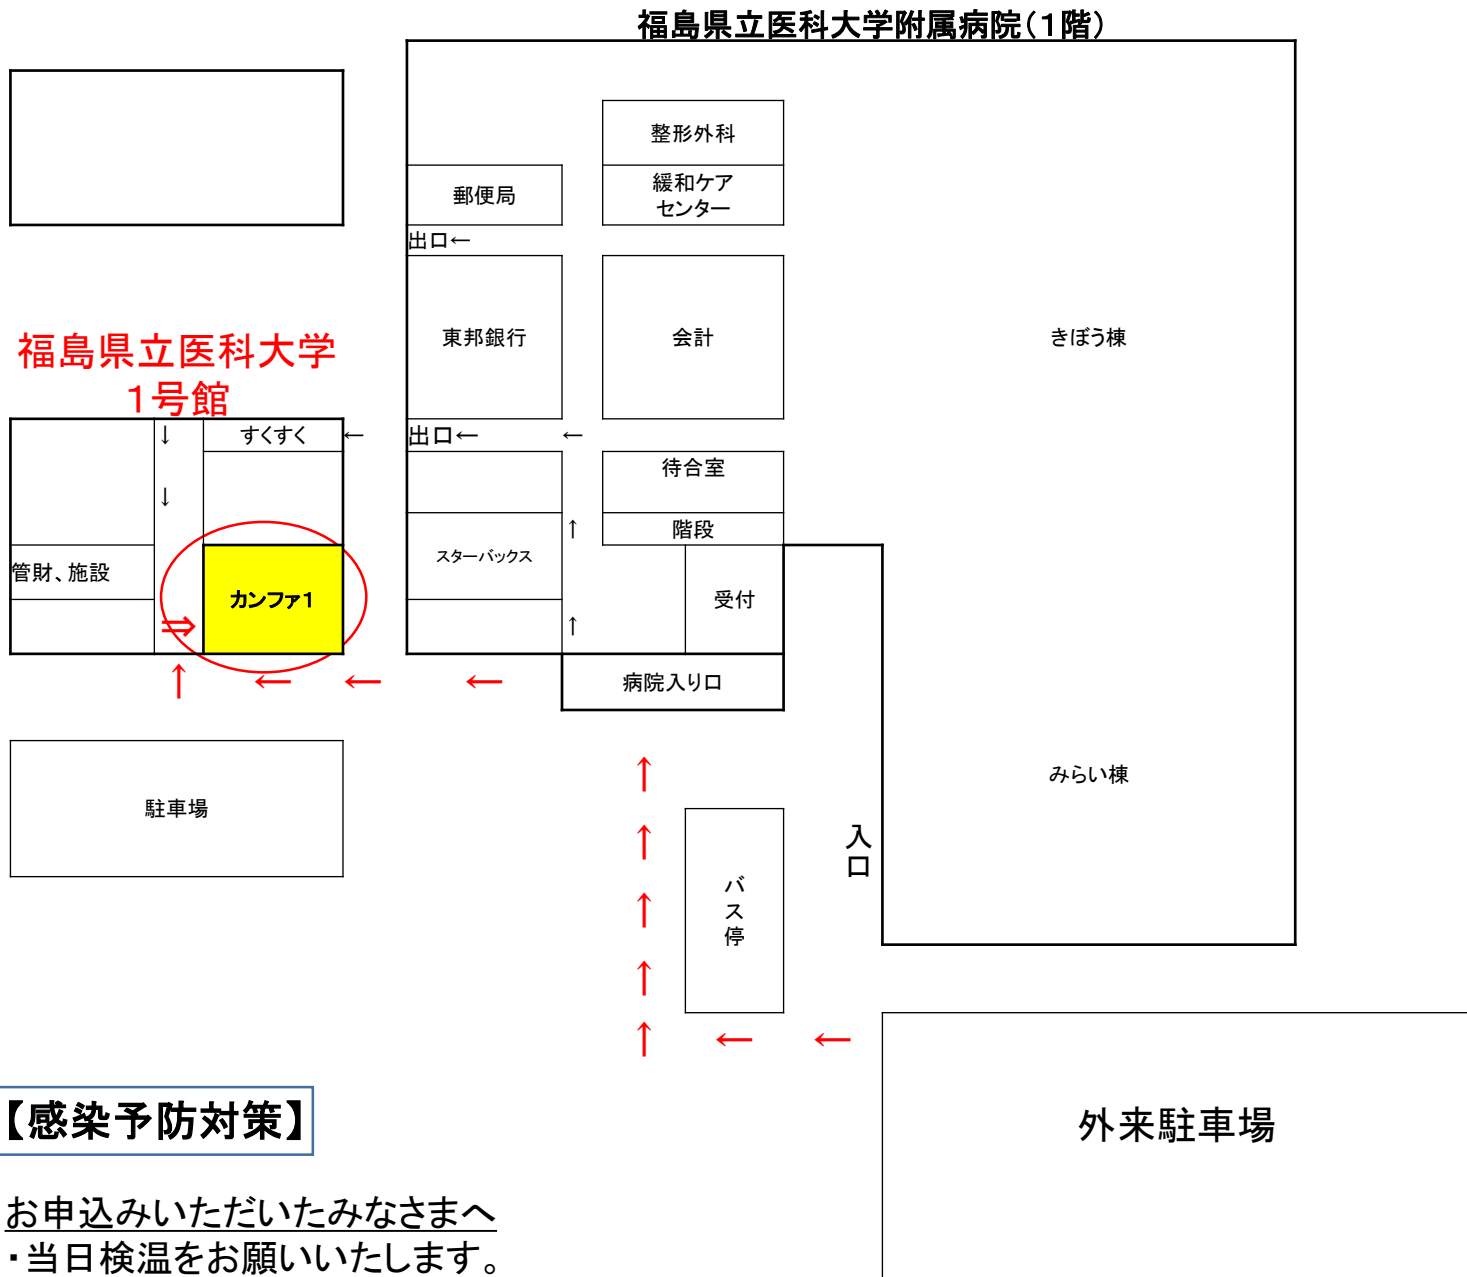 福島県立医科大学附属病院(1階)
整形外科
郵便局
緩和ケア
センター
出口←
東邦銀行
会計
きぼう棟
福島県立医科大学
1号館
↓
すくすく
←
出口←
←
待合室
↓
階段
↑
スターバックス
管財、施設
カンファ1
受付
⇒
↑
病院入り口
↑
←
←
←
↑
みらい棟
駐車場
↑
入口
バス停
↑
↑
↑
←
←
外来駐車場
【感染予防対策】
お申込みいただいたみなさまへ
・当日検温をお願いいたします。